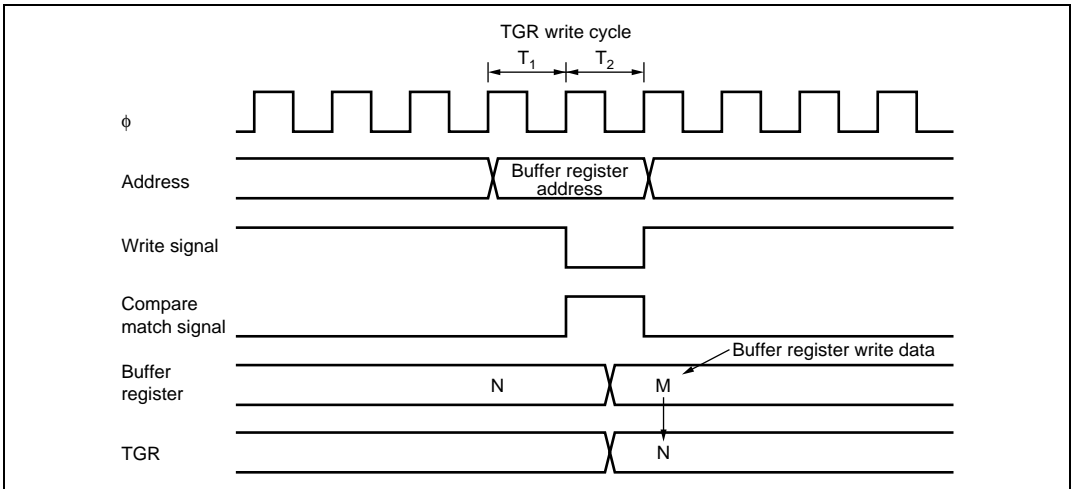 TGR write cycle
T1 T2
ϕ
Address
Buffer register
address
Write signal
Compare
match signal
Buffer register write data
Buffer
register
N M
TGR
N